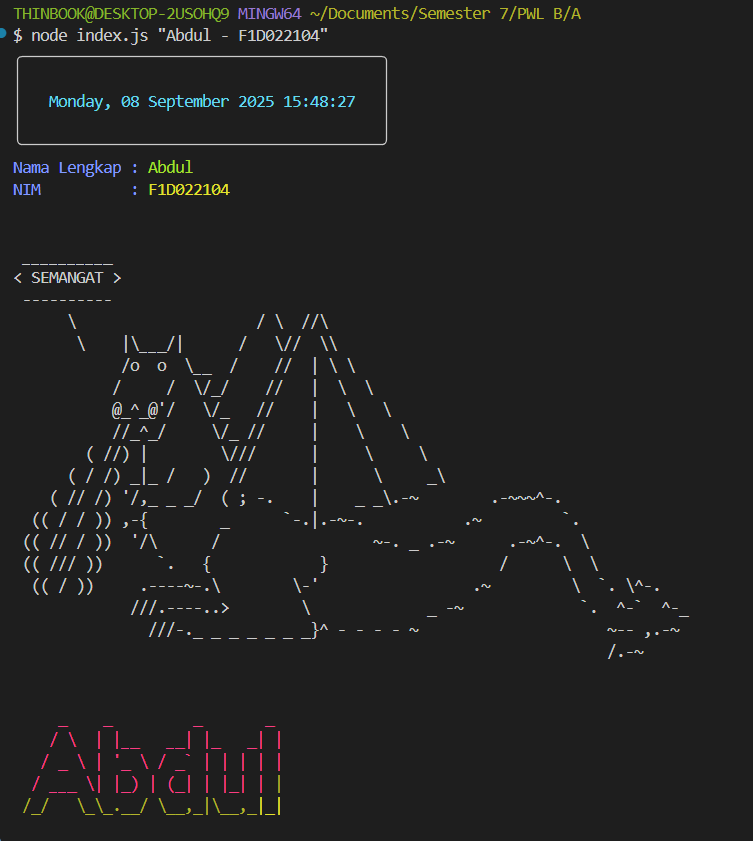 THINBOOK@DESKTOP-2USOHQ9 MINGW64 ~/Documents/Semester 7/PWL B/A
$ node index.js "Abdul - F1D022104"
Monday, 08 September 2025 15:48:27
Nama Lengkap : Abdul
NIM          : F1D022104
< SEMANGAT >
Abdul